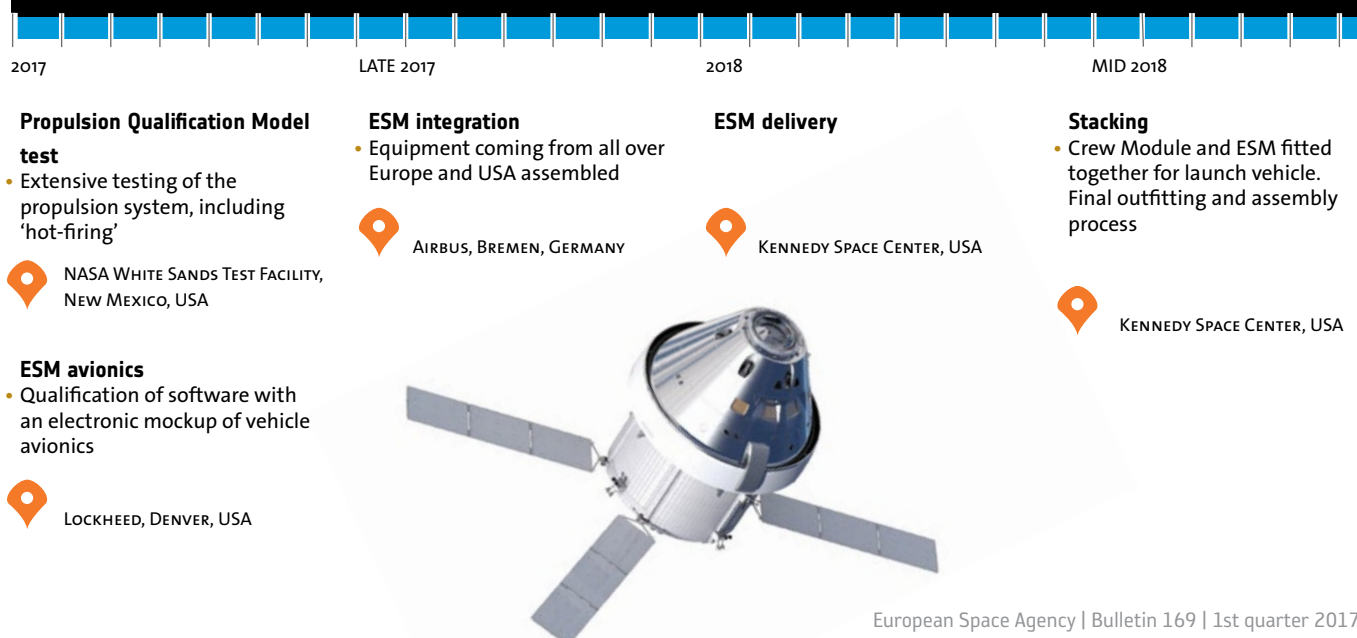 2017
LATE 2017
2018
MID 2018
Propulsion Qualification Model
test
• Extensive testing of the
propulsion system, including
‘hot-firing’
NASA WHITE SANDS TEST FACILITY,
NEW MEXICO, USA
ESM avionics
• Qualification of software with
an electronic mockup of vehicle
avionics
LOCKHEED, DENVER, USA
ESM integration
• Equipment coming from all over
Europe and USA assembled
AIRBUS, BREMEN, GERMANY
ESM delivery
KENNEDY SPACE CENTER, USA
Stacking
• Crew Module and ESM fitted
together for launch vehicle.
Final outfitting and assembly
process
KENNEDY SPACE CENTER, USA
European Space Agency | Bulletin 169 | 1st quarter 2017